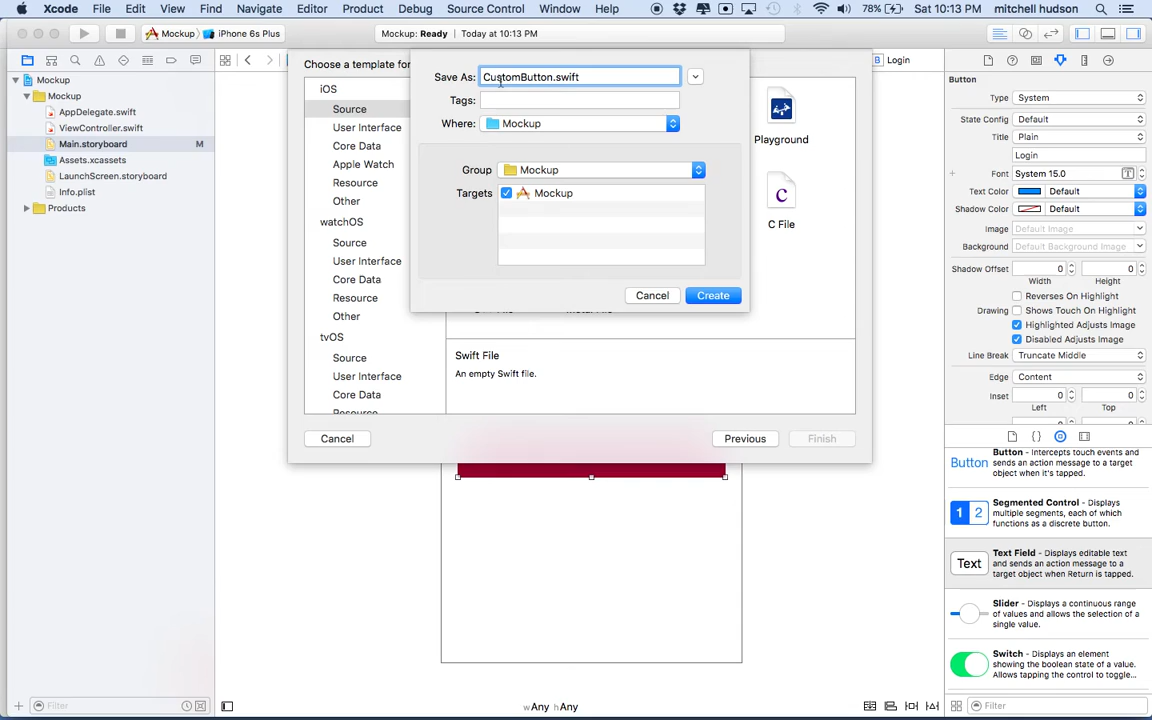 Xcode File Edit View Find Navigate Editor Product Debug Source Control Window Help 78% Sat 10:13 PM mitchell hudson
Mockup iPhone 6s Plus Mockup: Ready | Today at 10:13 PM
Login
Mockup
Mockup
AppDelegate.swift
ViewController.swift
Main.storyboard M
Assets.xcassets
LaunchScreen.storyboard
Info.plist
Products
Filter
Choose a template for
iOS
Source
User Interface
Core Data
Apple Watch
Resource
Other
watchOS
Source
User Interface
Core Data
Resource
Other
tvOS
Source
User Interface
Core Data
Save As: CustomButton.swift
Tags:
Where: Mockup
Group Mockup
Targets Mockup
Cancel Create
Playground
C File
Swift File
An empty Swift file.
Cancel Previous Finish
wAny hAny
Button
Type System
State Config Default
Title Plain
Login
Font System 15.0
Text Color Default
Shadow Color Default
Image Default Image
Background Default Background Image
Shadow Offset 0 0
Width Height
Reverses On Highlight
Drawing Shows Touch On Highlight
Highlighted Adjusts Image
Disabled Adjusts Image
Line Break Truncate Middle
Edge Content
Inset 0 0
Left Top
Button
Button - Intercepts touch events and
sends an action message to a target
object when it's tapped.
1 2
Segmented Control - Displays
multiple segments, each of which
functions as a discrete button.
Text
Text Field - Displays editable text
and sends an action message to a
target object when Return is tapped.
Slider - Displays a continuous range
of values and allows the selection of a
single value.
Switch - Displays an element
showing the boolean state of a value.
Allows tapping the control to toggle...
Filter